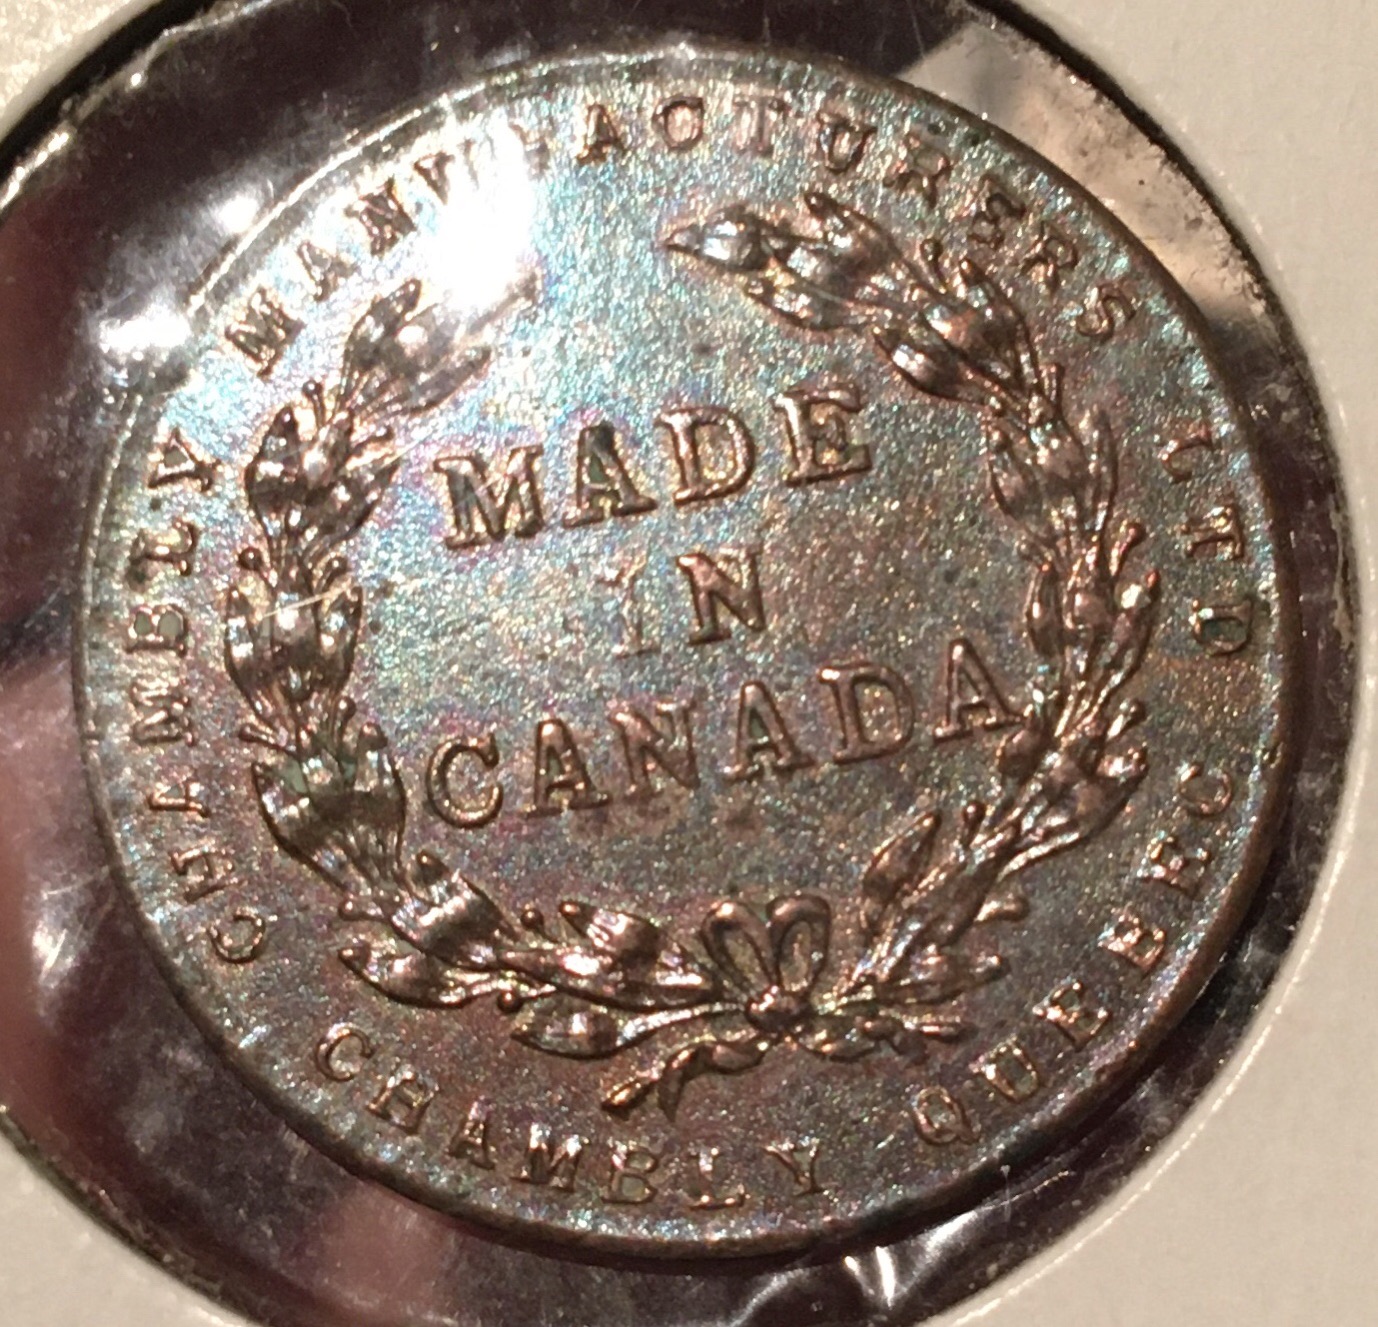 CHAMBLY MANUFACTURERS LTD
MADE
IN
CANADA
CHAMBLY QUEBEC